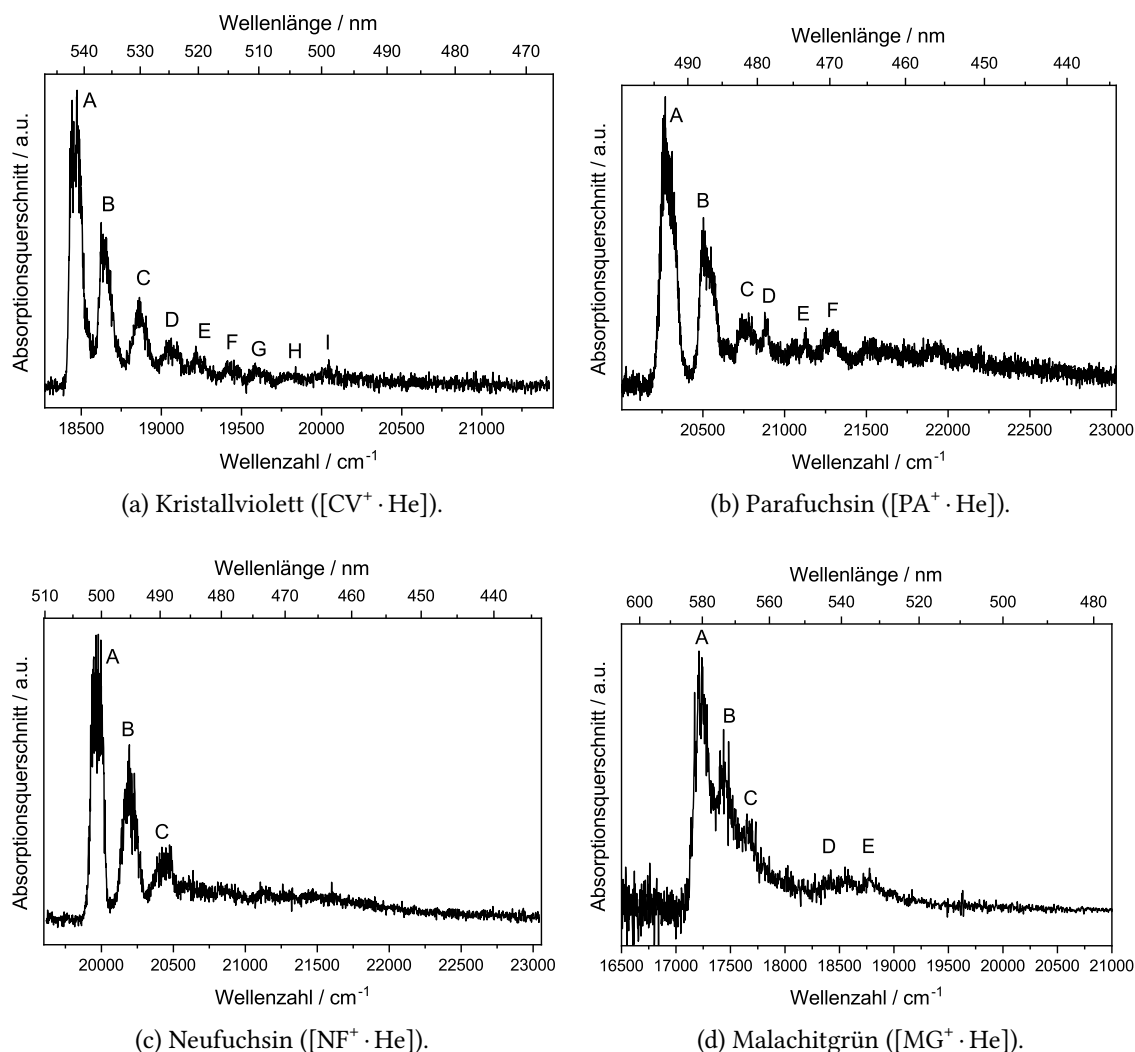 Wellenlänge / nm
540 530 520 510 500 490 480 470
Absorptionsquerschnitt / a.u.
A
B
C
D
E
F
G
H
I
18500 19000 19500 20000 20500 21000
Wellenzahl / cm⁻¹
(a) Kristallviolett ([CV⁺ · He]).
Wellenlänge / nm
490 480 470 460 450 440
Absorptionsquerschnitt / a.u.
A
B
C
D
E
F
20500 21000 21500 22000 22500 23000
Wellenzahl / cm⁻¹
(b) Parafuchsin ([PA⁺ · He]).
Wellenlänge / nm
510 500 490 480 470 460 450 440
Absorptionsquerschnitt / a.u.
A
B
C
20000 20500 21000 21500 22000 22500 23000
Wellenzahl / cm⁻¹
(c) Neufuchsin ([NF⁺ · He]).
Wellenlänge / nm
600 580 560 540 520 500 480
Absorptionsquerschnitt / a.u.
A
B
C
D
E
16500 17000 17500 18000 18500 19000 19500 20000 20500 21000
Wellenzahl / cm⁻¹
(d) Malachitgrün ([MG⁺ · He]).